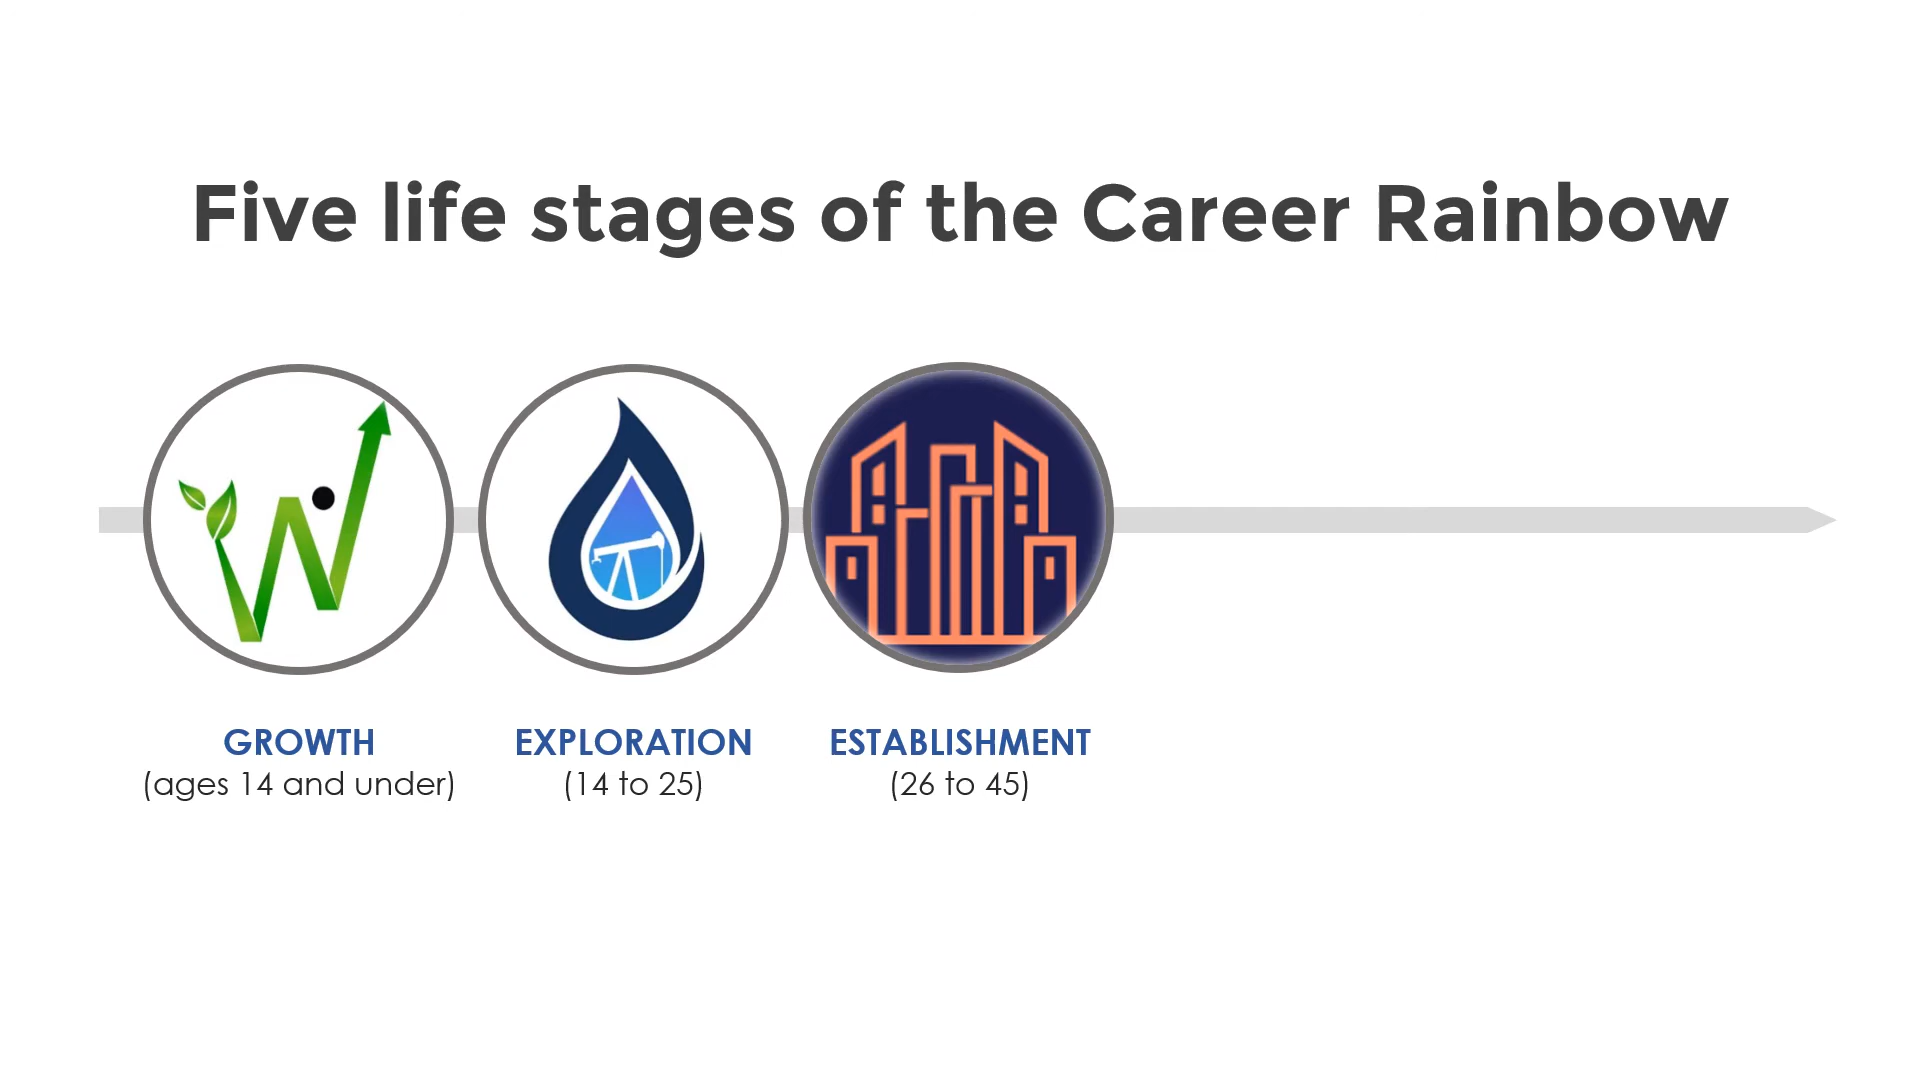 Five life stages of the Career Rainbow
GROWTH
(ages 14 and under)
EXPLORATION
(14 to 25)
ESTABLISHMENT
(26 to 45)